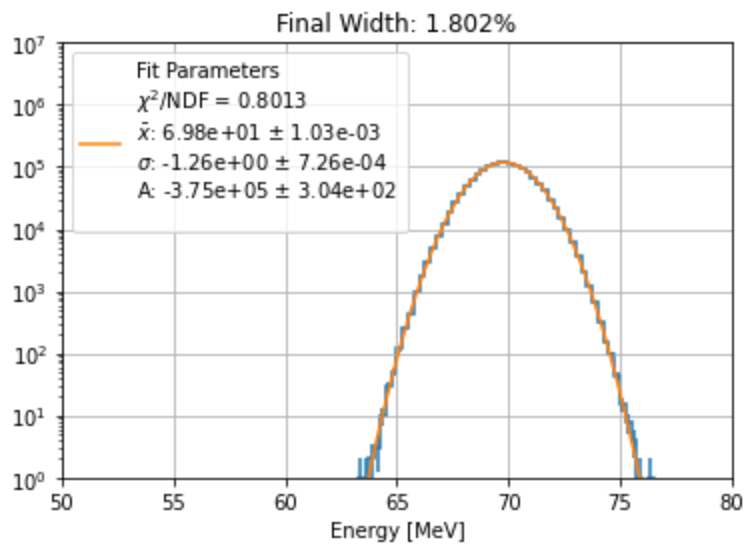 Final Width: 1.802%
10⁷
10⁶
10⁵
10⁴
10³
10²
10¹
10⁰
Fit Parameters
χ²/NDF = 0.8013
x̄: 6.98e+01 ± 1.03e-03
σ: -1.26e+00 ± 7.26e-04
A: -3.75e+05 ± 3.04e+02
50 55 60 65 70 75 80
Energy [MeV]